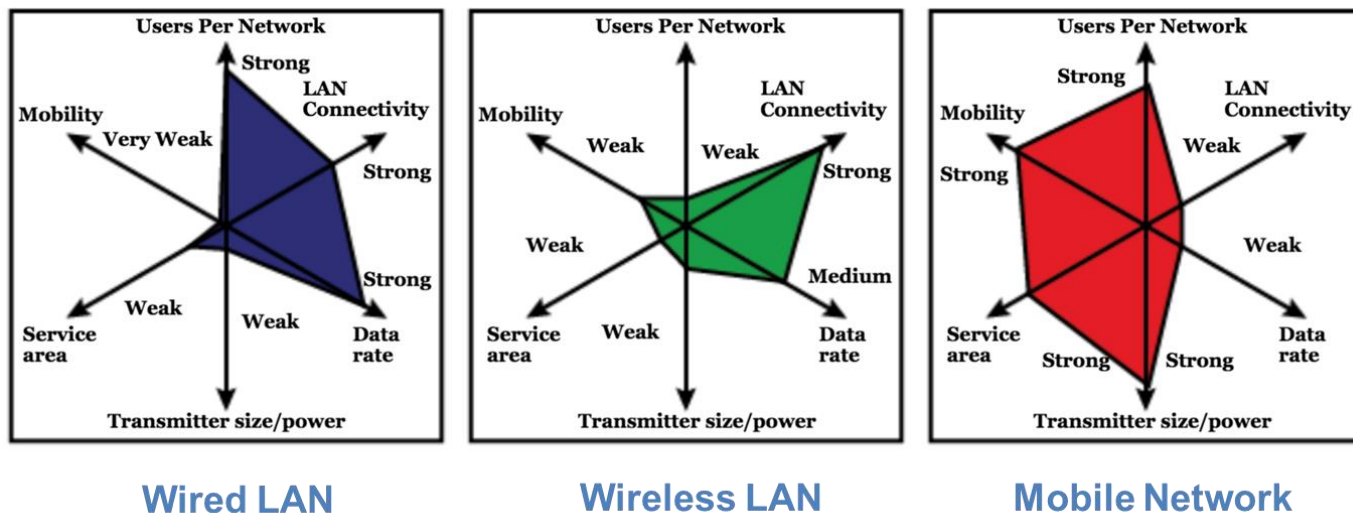 Users Per Network
Strong
LAN
Connectivity
Mobility
Very Weak
Strong
Strong
Weak
Weak
Service
area
Data
rate
Transmitter size/power
Wired LAN
Users Per Network
LAN
Connectivity
Mobility
Weak
Weak
Strong
Weak
Medium
Weak
Service
area
Data
rate
Transmitter size/power
Wireless LAN
Users Per Network
Strong
LAN
Connectivity
Mobility
Weak
Strong
Weak
Service
area
Data
rate
Strong
Strong
Transmitter size/power
Mobile Network